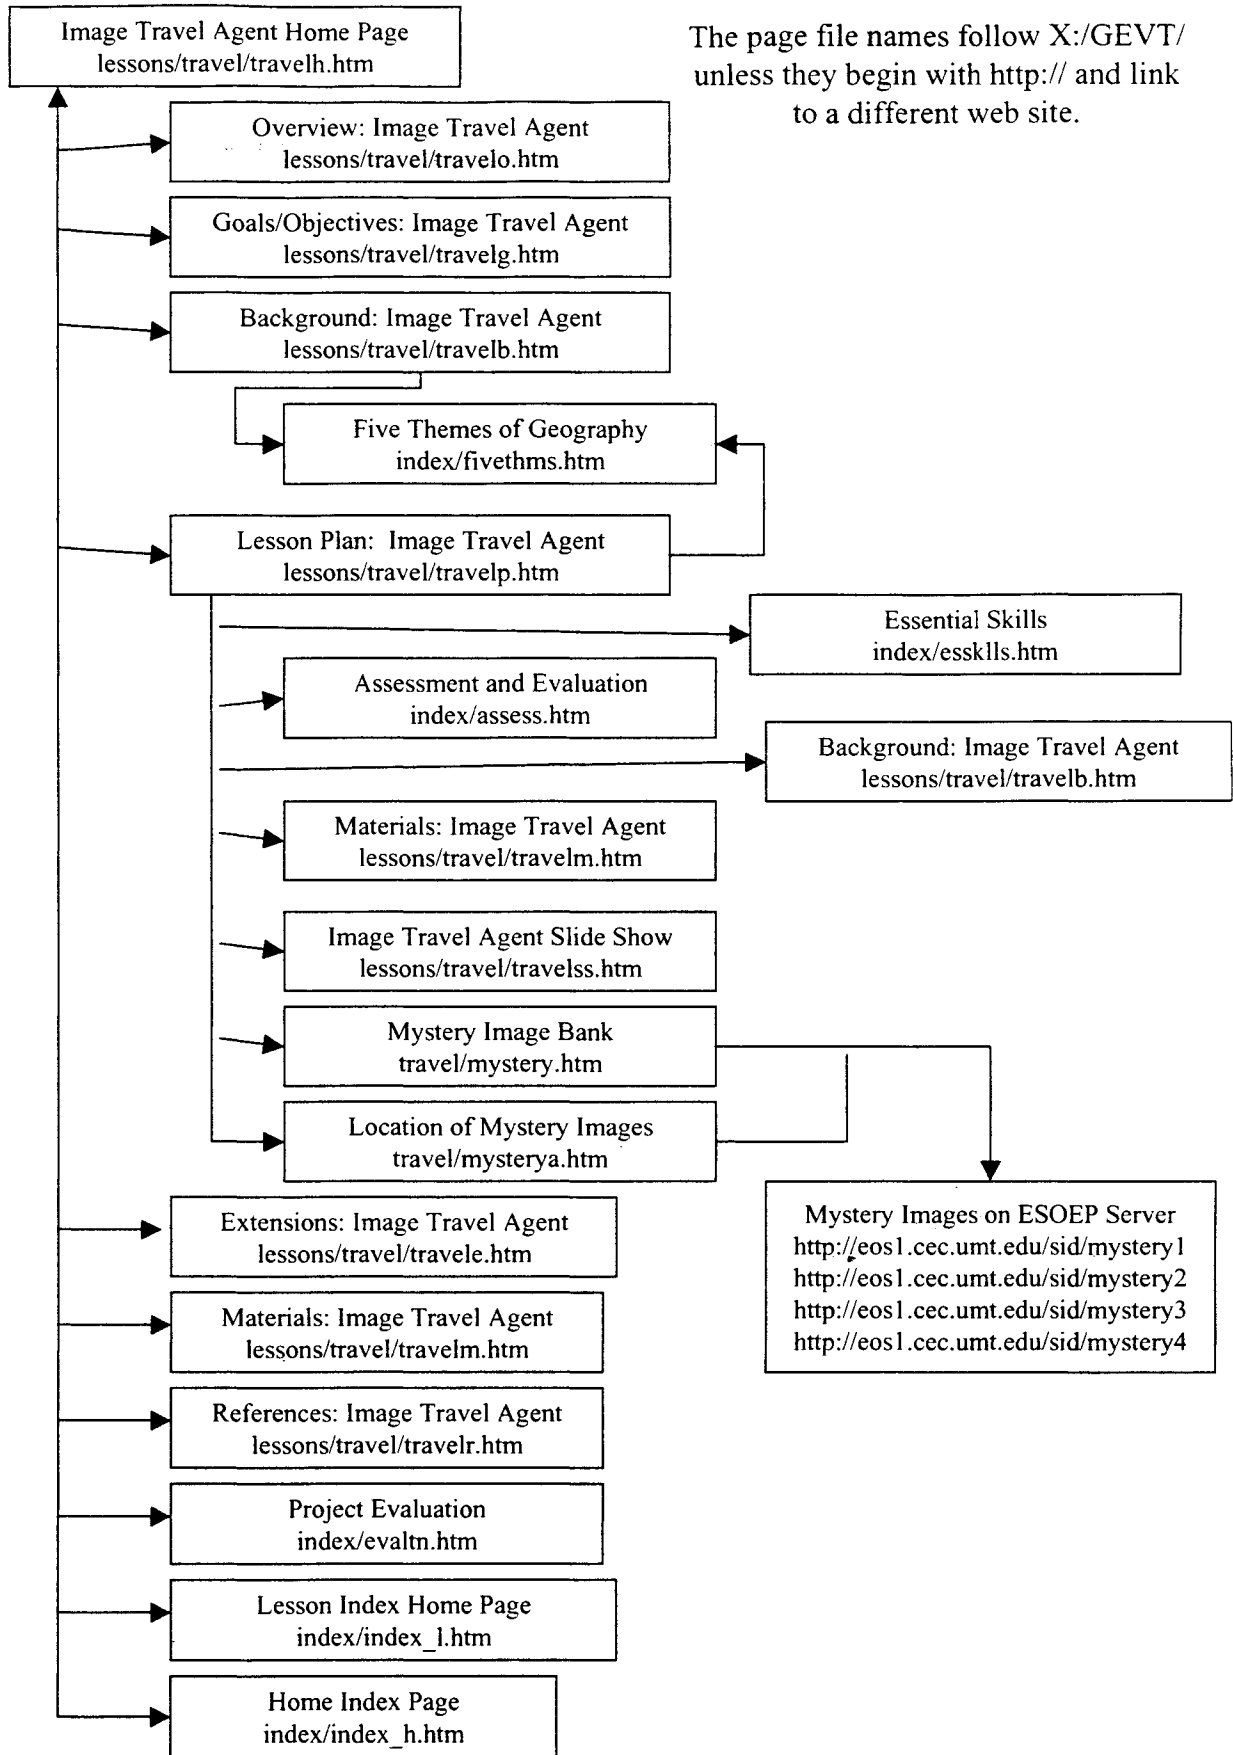 Image Travel Agent Home Page
lessons/travel/travelh.htm
The page file names follow X:/GEVT/
unless they begin with http:// and link
to a different web site.
Overview: Image Travel Agent
lessons/travel/travelo.htm
Goals/Objectives: Image Travel Agent
lessons/travel/travelg.htm
Background: Image Travel Agent
lessons/travel/travelb.htm
Five Themes of Geography
index/fivethms.htm
Lesson Plan: Image Travel Agent
lessons/travel/travelp.htm
Essential Skills
index/essklls.htm
Assessment and Evaluation
index/assess.htm
Background: Image Travel Agent
lessons/travel/travelb.htm
Materials: Image Travel Agent
lessons/travel/travelm.htm
Image Travel Agent Slide Show
lessons/travel/travelss.htm
Mystery Image Bank
travel/mystery.htm
Location of Mystery Images
travel/mysterya.htm
Mystery Images on ESOEP Server
http://eos1.cec.umt.edu/sid/mystery1
http://eos1.cec.umt.edu/sid/mystery2
http://eos1.cec.umt.edu/sid/mystery3
http://eos1.cec.umt.edu/sid/mystery4
Extensions: Image Travel Agent
lessons/travel/travele.htm
Materials: Image Travel Agent
lessons/travel/travelm.htm
References: Image Travel Agent
lessons/travel/travelr.htm
Project Evaluation
index/evaltn.htm
Lesson Index Home Page
index/index_l.htm
Home Index Page
index/index_h.htm